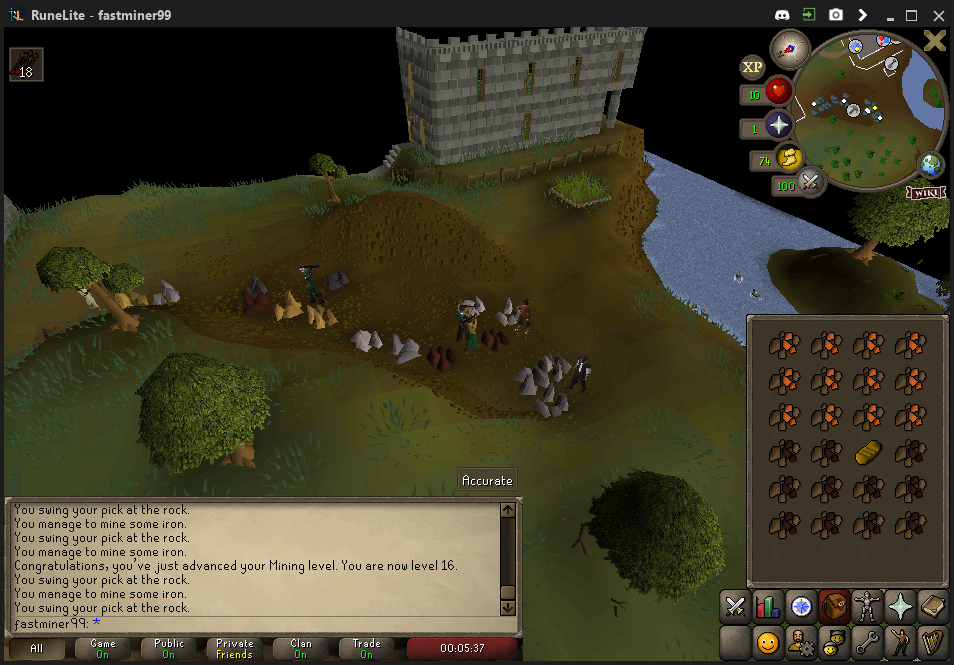 RuneLite - fastminer99
18
XP
10
1
74
100
WIKI
Accurate
You swing your pick at the rock.
You manage to mine some iron.
You swing your pick at the rock.
You manage to mine some iron.
Congratulations, you've just advanced your Mining level. You are now level 16.
You swing your pick at the rock.
You manage to mine some iron.
You swing your pick at the rock.
fastminer99: *
All
Game
On
Public
On
Private
Friends
Clan
On
Trade
On
00:05:37